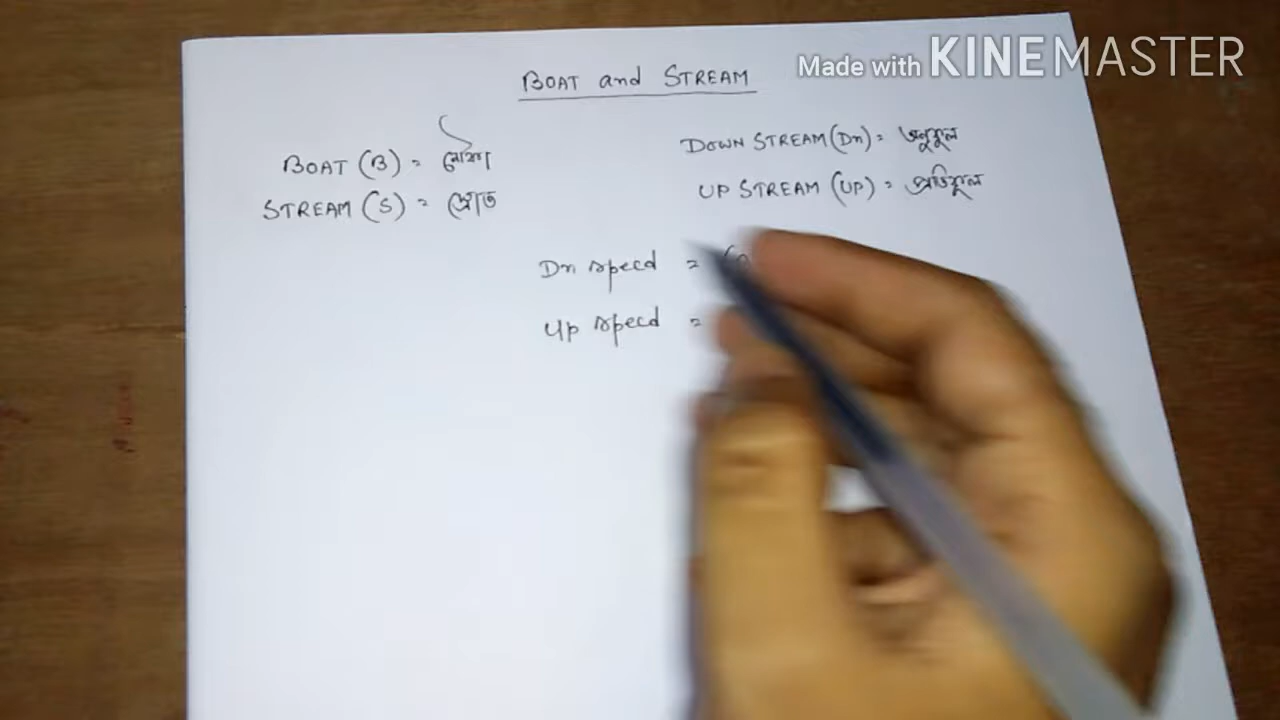 Made with KINEMASTER
BOAT and STREAM
BOAT (B) = নৌকা
STREAM (S) = স্রোত
DOWN STREAM (Dn) = অনুকূল
UP STREAM (UP) = প্রতিকূল
Dn speed =
Up speed =